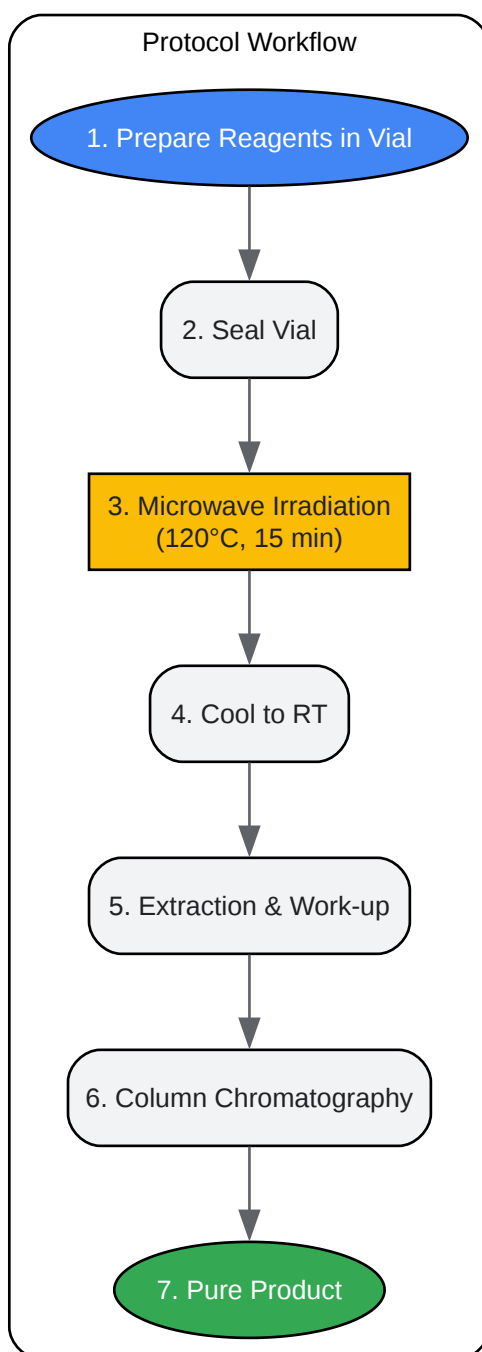 Protocol Workflow
1. Prepare Reagents in Vial
2. Seal Vial
3. Microwave Irradiation
(120°C, 15 min)
4. Cool to RT
5. Extraction & Work-up
6. Column Chromatography
7. Pure Product